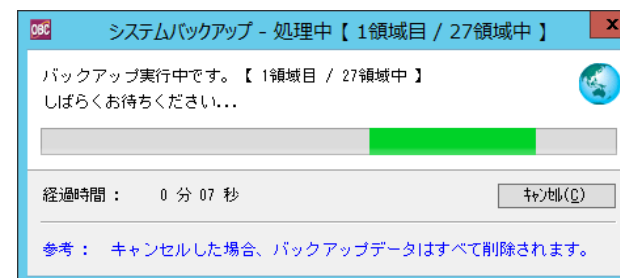 OBC システムバックアップ - 処理中【 1領域目 / 27領域中 】 x
バックアップ実行中です。【 1領域目 / 27領域中 】
しばらくお待ちください...
経過時間： 0 分 07 秒 ｷｬﾝｾﾙ(C)
参考： キャンセルした場合、バックアップデータはすべて削除されます。